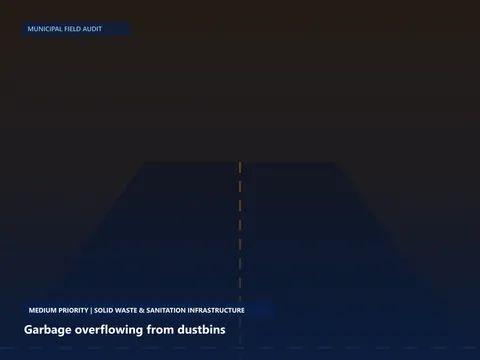 MUNICIPAL FIELD AUDIT
MEDIUM PRIORITY | SOLID WASTE & SANITATION INFRASTRUCTURE
Garbage overflowing from dustbins